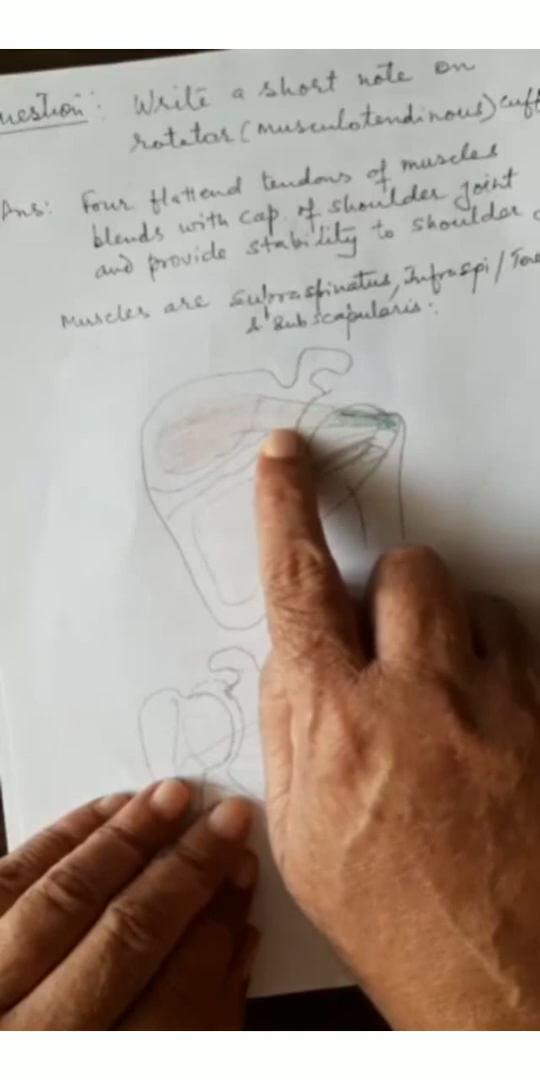 uestion: Write a short note on
rotator (musculotendinous) cuff
Ans: Four flattend tendons of muscles
blends with cap. of shoulder joint
and provide stability to shoulder
Muscles are Supraspinatus, Infraspi/Tere
& Subscapularis: